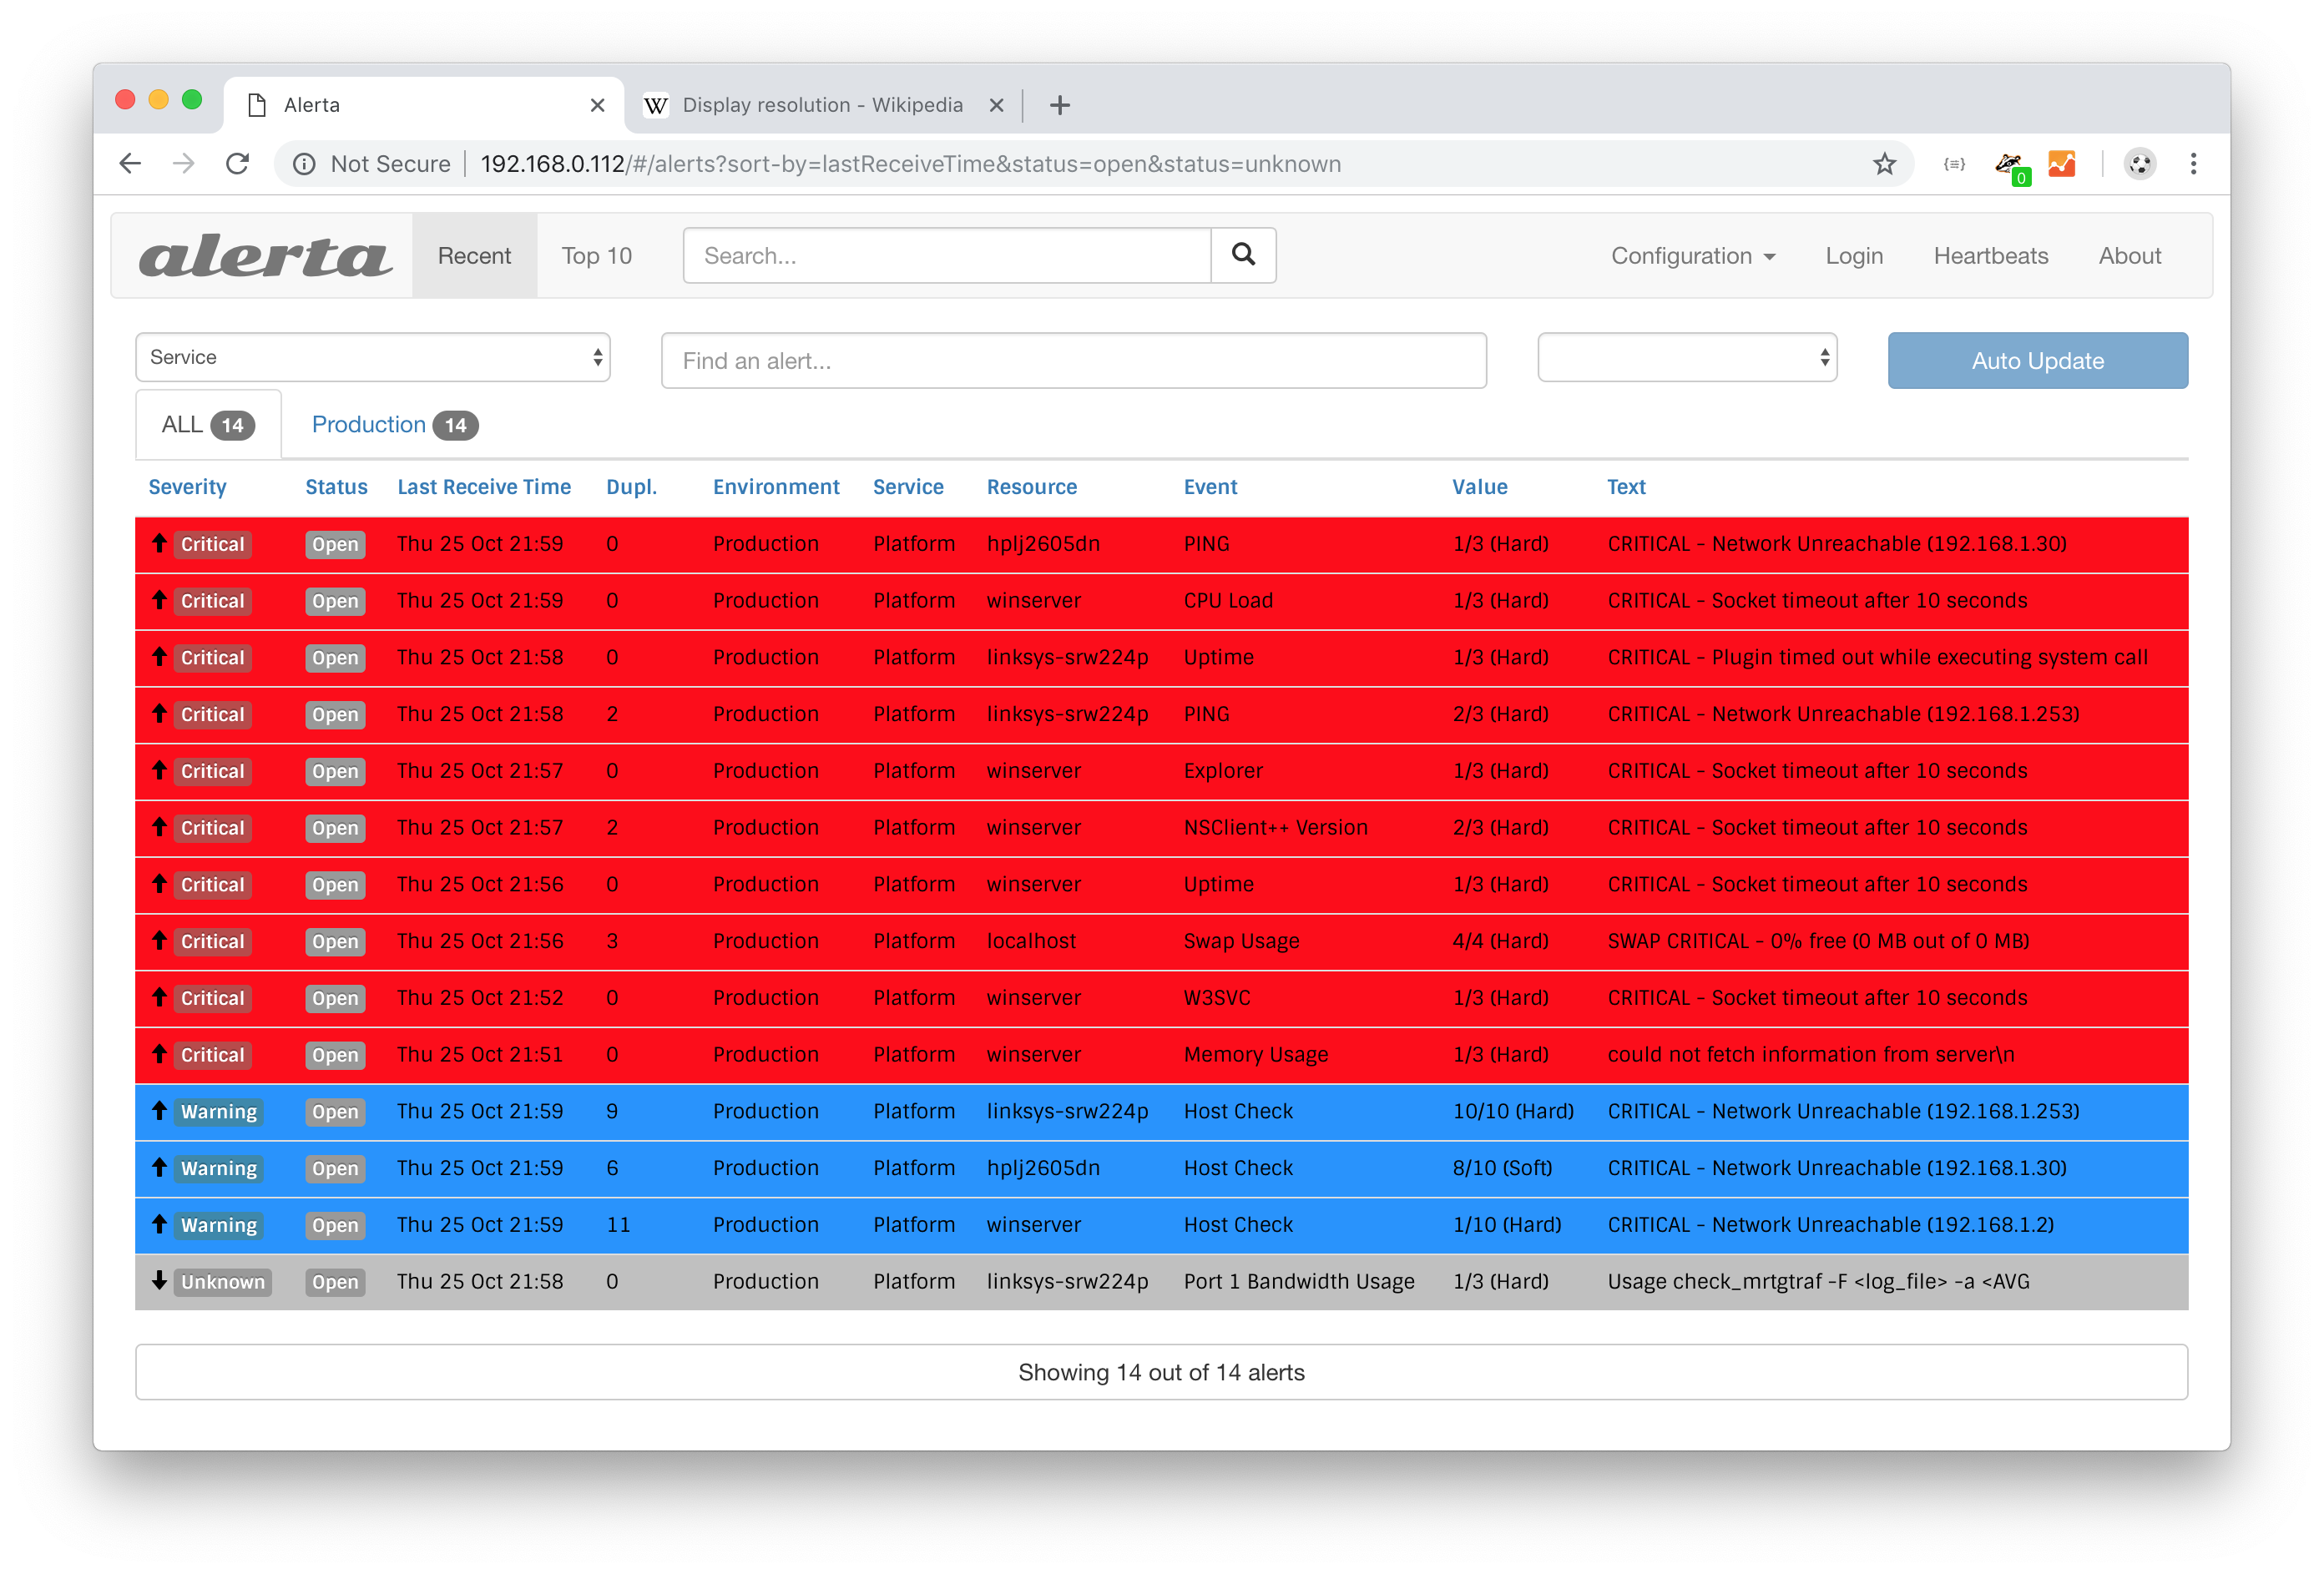 Alerta
W Display resolution - Wikipedia
Not Secure 192.168.0.112/#/alerts?sort-by=lastReceiveTime&status=open&status=unknown
0
alerta Recent Top 10 Search... Configuration Login Heartbeats About
Service Find an alert... Auto Update
ALL 14 Production 14
Severity Status Last Receive Time Dupl. Environment Service Resource Event Value Text
Critical Open Thu 25 Oct 21:59 0 Production Platform hplj2605dn PING 1/3 (Hard) CRITICAL - Network Unreachable (192.168.1.30)
Critical Open Thu 25 Oct 21:59 0 Production Platform winserver CPU Load 1/3 (Hard) CRITICAL - Socket timeout after 10 seconds
Critical Open Thu 25 Oct 21:58 0 Production Platform linksys-srw224p Uptime 1/3 (Hard) CRITICAL - Plugin timed out while executing system call
Critical Open Thu 25 Oct 21:58 2 Production Platform linksys-srw224p PING 2/3 (Hard) CRITICAL - Network Unreachable (192.168.1.253)
Critical Open Thu 25 Oct 21:57 0 Production Platform winserver Explorer 1/3 (Hard) CRITICAL - Socket timeout after 10 seconds
Critical Open Thu 25 Oct 21:57 2 Production Platform winserver NSClient++ Version 2/3 (Hard) CRITICAL - Socket timeout after 10 seconds
Critical Open Thu 25 Oct 21:56 0 Production Platform winserver Uptime 1/3 (Hard) CRITICAL - Socket timeout after 10 seconds
Critical Open Thu 25 Oct 21:56 3 Production Platform localhost Swap Usage 4/4 (Hard) SWAP CRITICAL - 0% free (0 MB out of 0 MB)
Critical Open Thu 25 Oct 21:52 0 Production Platform winserver W3SVC 1/3 (Hard) CRITICAL - Socket timeout after 10 seconds
Critical Open Thu 25 Oct 21:51 0 Production Platform winserver Memory Usage 1/3 (Hard) could not fetch information from server\n
Warning Open Thu 25 Oct 21:59 9 Production Platform linksys-srw224p Host Check 10/10 (Hard) CRITICAL - Network Unreachable (192.168.1.253)
Warning Open Thu 25 Oct 21:59 6 Production Platform hplj2605dn Host Check 8/10 (Soft) CRITICAL - Network Unreachable (192.168.1.30)
Warning Open Thu 25 Oct 21:59 11 Production Platform winserver Host Check 1/10 (Hard) CRITICAL - Network Unreachable (192.168.1.2)
Unknown Open Thu 25 Oct 21:58 0 Production Platform linksys-srw224p Port 1 Bandwidth Usage 1/3 (Hard) Usage check_mrtgtraf -F <log_file> -a <AVG
Showing 14 out of 14 alerts